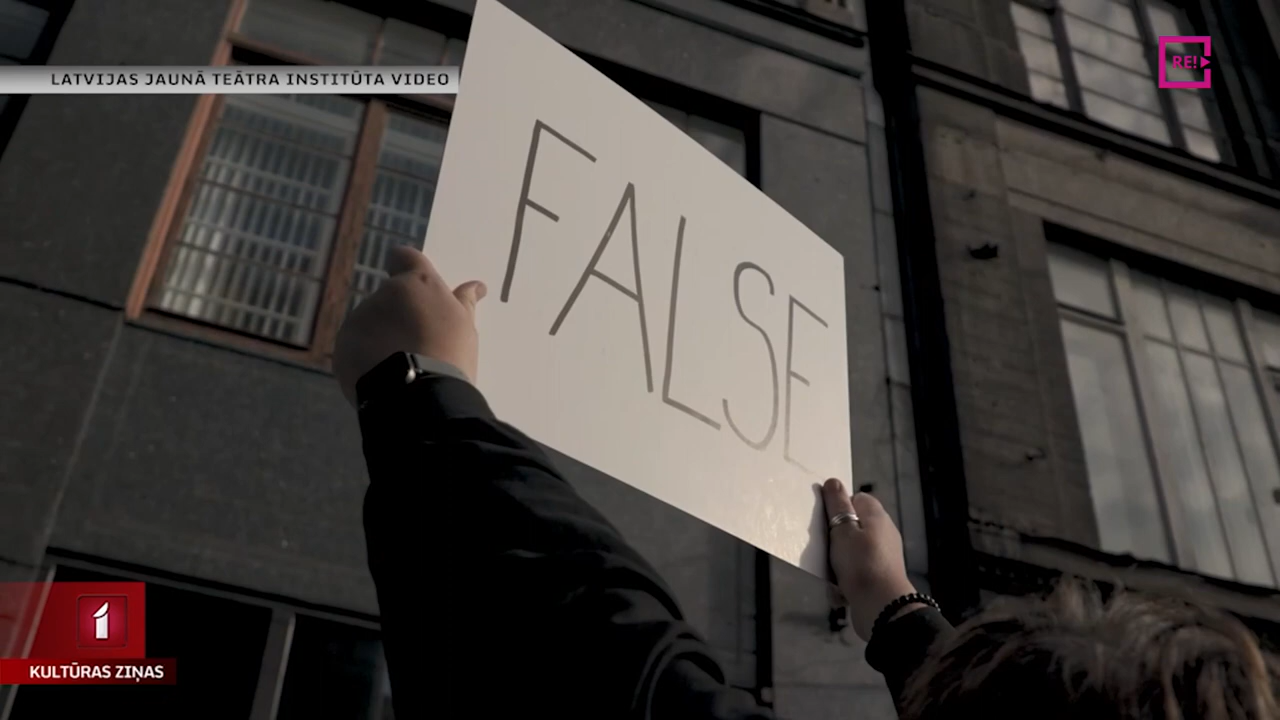 LATVIJAS JAUNĀ TEĀTRA INSTITŪTA VIDEO
RE!
FALSE
1
KULTŪRAS ZIŅAS